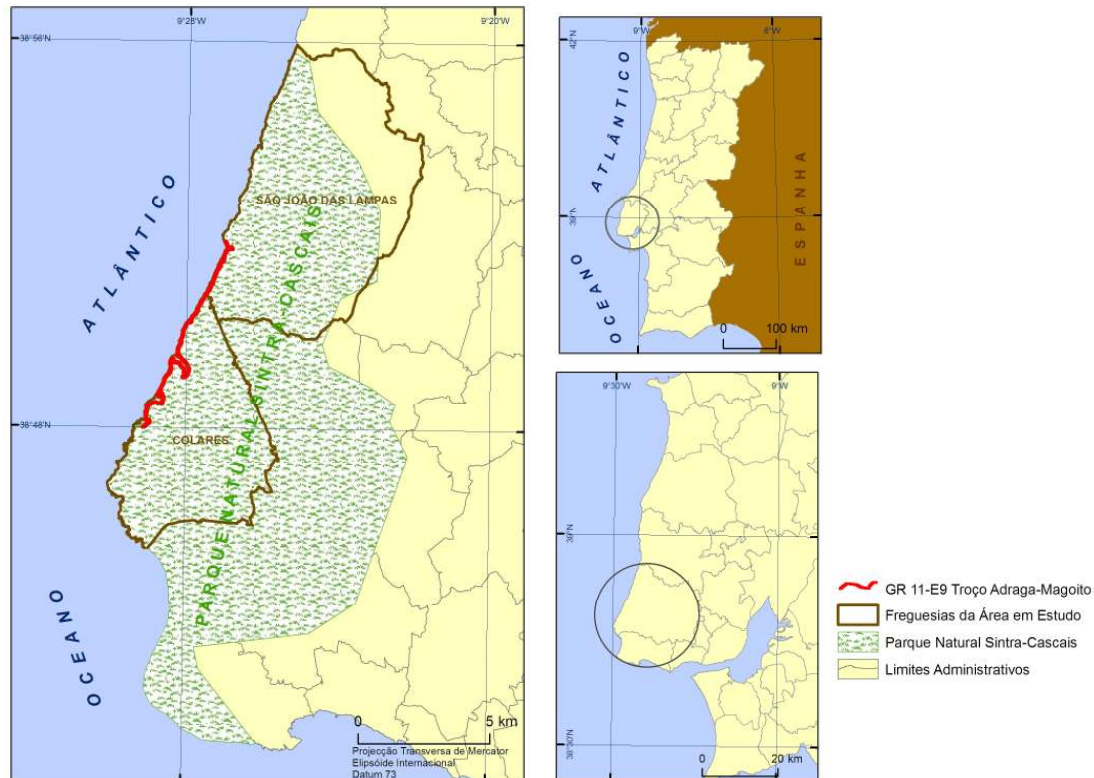 9°28'W
9°20'W
38°56'N
OCEANO ATLÂNTICO
SÃO JOÃO DAS LAMPAS
PARQUE NATURAL SINTRA-CASCAIS
38°48'N
COLARES
0 5 km
Projecção Transversa de Mercator
Elipsóide Internacional
Datum 73
9°W
42°N
OCEANO ATLÂNTICO
ESPANHA
0 100 km
9°30'W
9°W
38°30'N
0 20 km
GR 11-E9 Troço Adraga-Magoito
Freguesias da Área em Estudo
Parque Natural Sintra-Cascais
Limites Administrativos